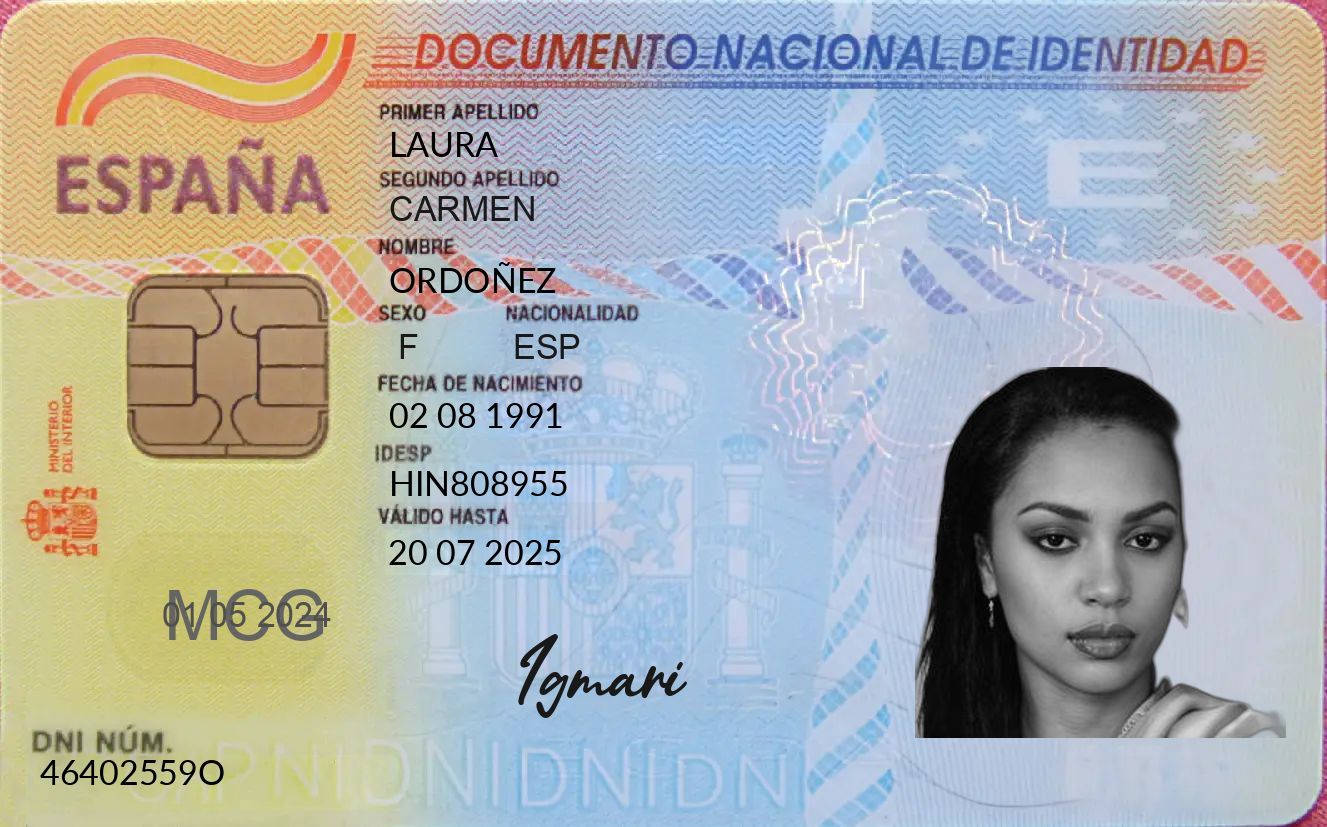 DOCUMENTO NACIONAL DE IDENTIDAD
ESPAÑA
PRIMER APELLIDO
LAURA
SEGUNDO APELLIDO
CARMEN
NOMBRE
ORDOÑEZ
SEXO NACIONALIDAD
F ESP
FECHA DE NACIMIENTO
02 08 1991
IDESP
HIN808955
VÁLIDO HASTA
20 07 2025
MINISTERIO
DEL INTERIOR
E
MCG
01 05 2024
Igmari
DNI NÚM.
46402559O
DNIDNIDNIDN